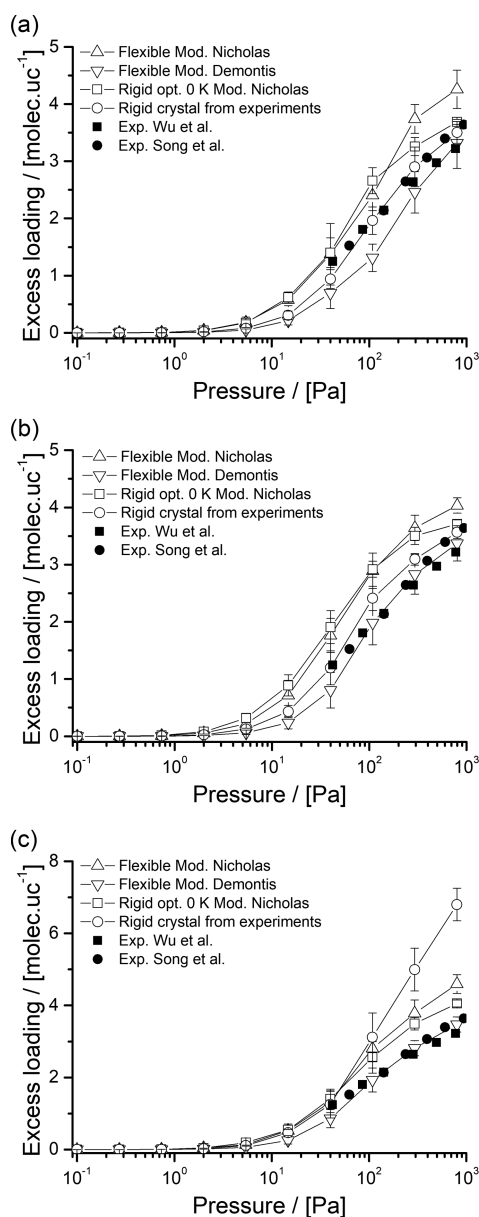 (a)
Flexible Mod. Nicholas
Flexible Mod. Demontis
Rigid opt. 0 K Mod. Nicholas
Rigid crystal from experiments
Exp. Wu et al.
Exp. Song et al.
Excess loading / [molec.uc⁻¹]
5
4
3
2
1
0
10⁻¹ 10⁰ 10¹ 10² 10³
Pressure / [Pa]
(b)
Flexible Mod. Nicholas
Flexible Mod. Demontis
Rigid opt. 0 K Mod. Nicholas
Rigid crystal from experiments
Exp. Wu et al.
Exp. Song et al.
Excess loading / [molec.uc⁻¹]
5
4
3
2
1
0
10⁻¹ 10⁰ 10¹ 10² 10³
Pressure / [Pa]
(c)
Flexible Mod. Nicholas
Flexible Mod. Demontis
Rigid opt. 0 K Mod. Nicholas
Rigid crystal from experiments
Exp. Wu et al.
Exp. Song et al.
Excess loading / [molec.uc⁻¹]
8
6
4
2
0
10⁻¹ 10⁰ 10¹ 10² 10³
Pressure / [Pa]